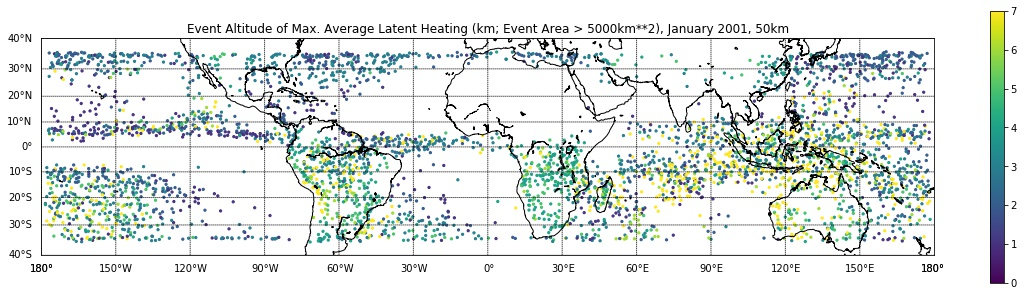 Event Altitude of Max. Average Latent Heating (km; Event Area > 5000km**2), January 2001, 50km
40°N
30°N
20°N
10°N
0°
10°S
20°S
30°S
40°S
180° 150°W 120°W 90°W 60°W 30°W 0° 30°E 60°E 90°E 120°E 150°E 180°
7
6
5
4
3
2
1
0